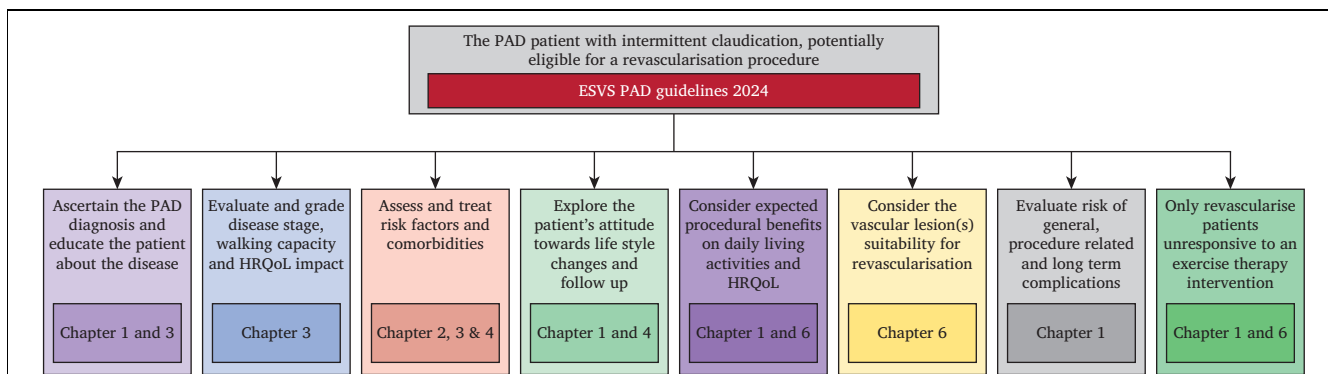 The PAD patient with intermittent claudication, potentially
eligible for a revascularisation procedure
ESVS PAD guidelines 2024
Ascertain the PAD
diagnosis and
educate the patient
about the disease
Chapter 1 and 3
Evaluate and grade
disease stage,
walking capacity
and HRQoL impact
Chapter 3
Assess and treat
risk factors and
comorbidities
Chapter 2, 3 & 4
Explore the
patient's attitude
towards life style
changes and
follow up
Chapter 1 and 4
Consider expected
procedural benefits
on daily living
activities and
HRQoL
Chapter 1 and 6
Consider the
vascular lesion(s)
suitability for
revascularisation
Chapter 6
Evaluate risk of
general,
procedure related
and long term
complications
Chapter 1
Only revascularise
patients
unresponsive to an
exercise therapy
intervention
Chapter 1 and 6